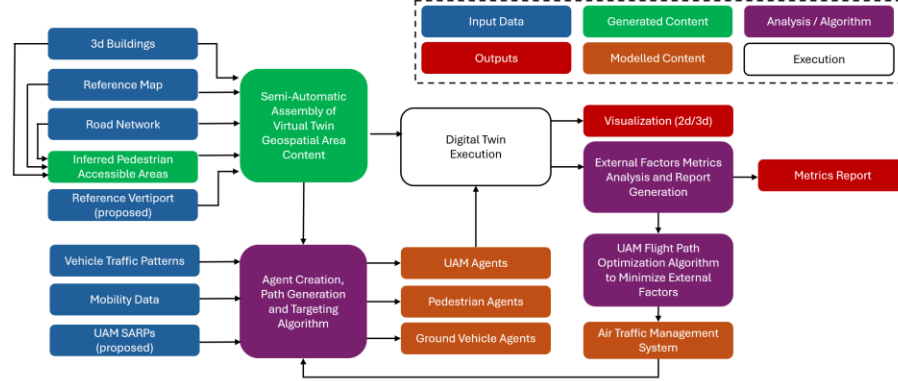 Input Data
Generated Content
Analysis / Algorithm
Outputs
Modelled Content
Execution
3d Buildings
Reference Map
Road Network
Inferred Pedestrian
Accessible Areas
Reference Vertiport
(proposed)
Semi-Automatic
Assembly of
Virtual Twin
Geospatial Area
Content
Digital Twin
Execution
Visualization (2d/3d)
External Factors Metrics
Analysis and Report
Generation
Metrics Report
Vehicle Traffic Patterns
Mobility Data
UAM SARPs
(proposed)
Agent Creation,
Path Generation
and Targeting
Algorithm
UAM Agents
Pedestrian Agents
Ground Vehicle Agents
UAM Flight Path
Optimization Algorithm
to Minimize External
Factors
Air Traffic Management
System